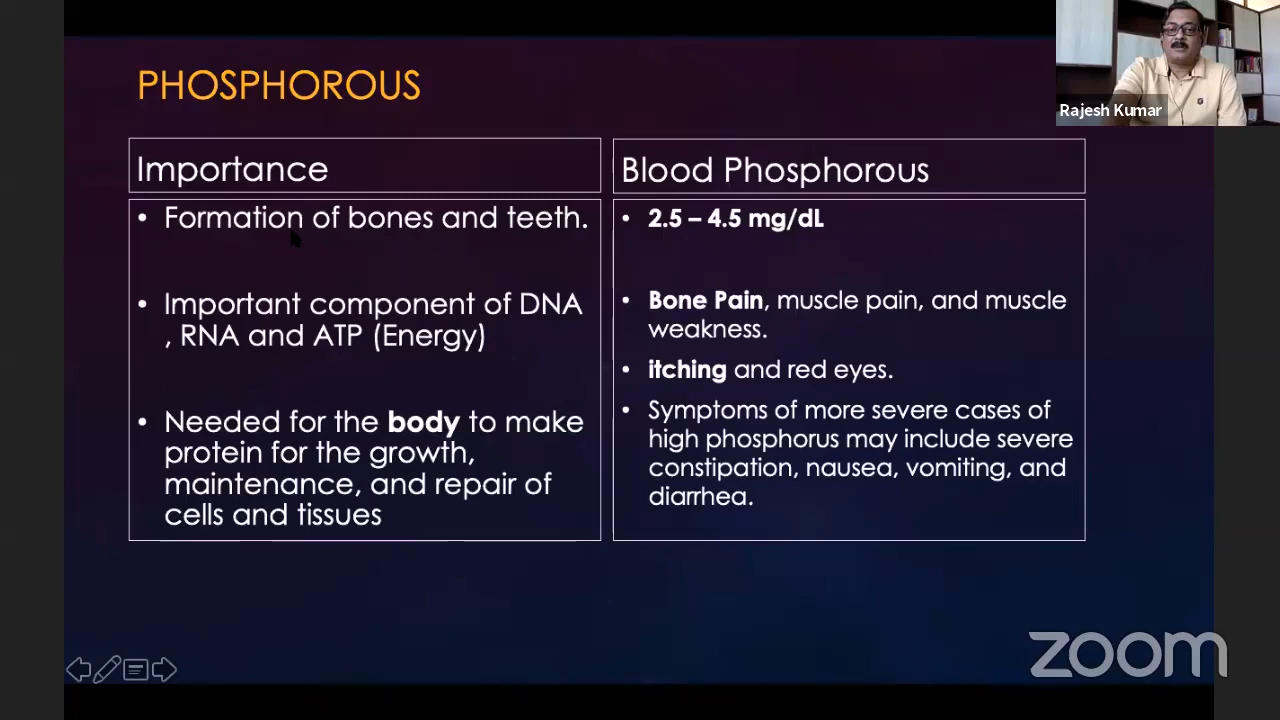 PHOSPHOROUS
Rajesh Kumar
Importance
• Formation of bones and teeth.
• Important component of DNA
, RNA and ATP (Energy)
• Needed for the body to make
protein for the growth,
maintenance, and repair of
cells and tissues
Blood Phosphorous
• 2.5 – 4.5 mg/dL
• Bone Pain, muscle pain, and muscle
weakness.
• itching and red eyes.
• Symptoms of more severe cases of
high phosphorus may include severe
constipation, nausea, vomiting, and
diarrhea.
zoom